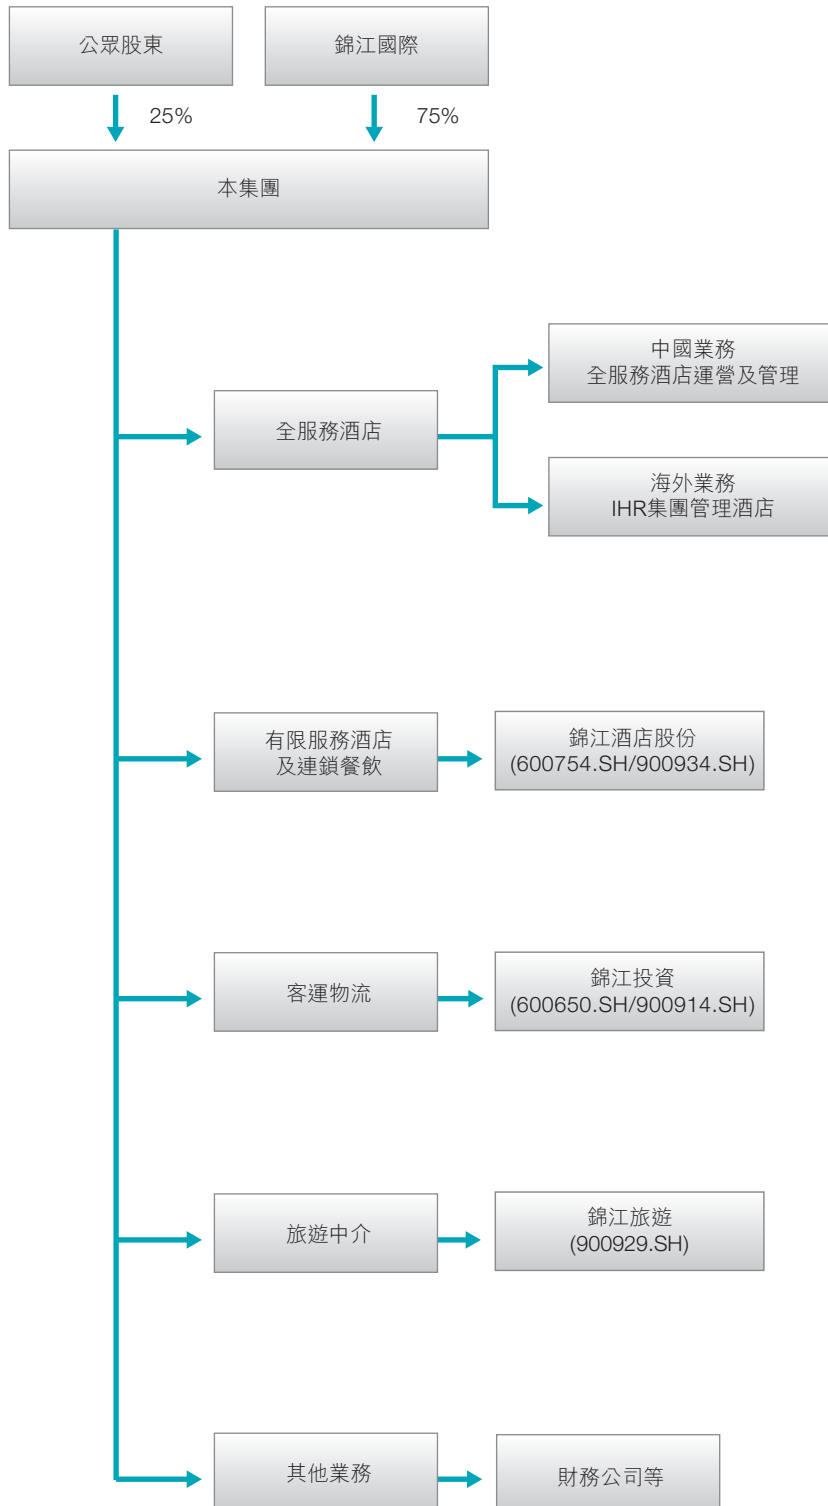 公眾股東
錦江國際
25%
75%
本集團
中國業務
全服務酒店運營及管理
全服務酒店
海外業務
IHR集團管理酒店
有限服務酒店
及連鎖餐飲
錦江酒店股份
(600754.SH/900934.SH)
客運物流
錦江投資
(600650.SH/900914.SH)
旅遊中介
錦江旅遊
(900929.SH)
其他業務
財務公司等